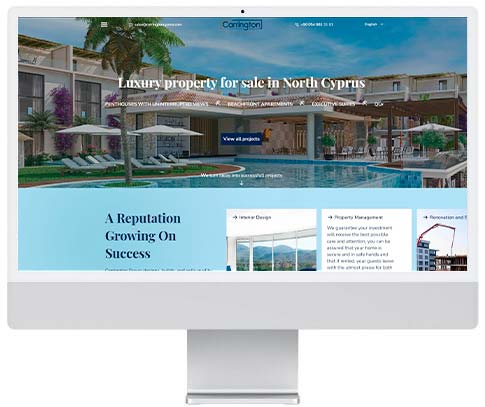 Carrington
English
Luxury property for sale in North Cyprus
PENTHOUSES WITH UNINTERRUPTED VIEWS
BEACHFRONT APARTMENTS
EXECUTIVE SUITES
View all projects
We turn ideas into successfull projects
A Reputation
Growing On
Success
→ Interior Design
→ Property Management
We guarantee your investment
will receive the best possible
care and attention, you can be
assured that your home is
secure and in safe hands and
that if rented, your guests leave
with the almost praise for both
→ Renovation and